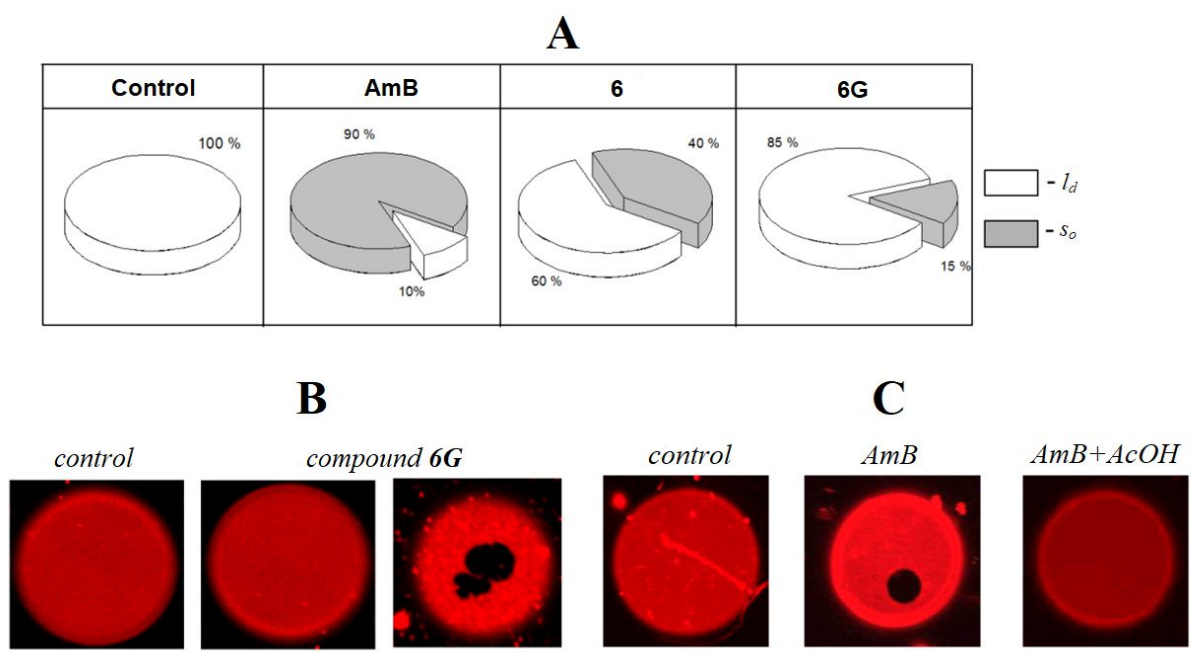 A
Control AmB 6 6G
100 % 90 % 40 % 85 %
- l_d
- s_o
10% 60 % 15 %
B C
control compound 6G control AmB AmB+AcOH